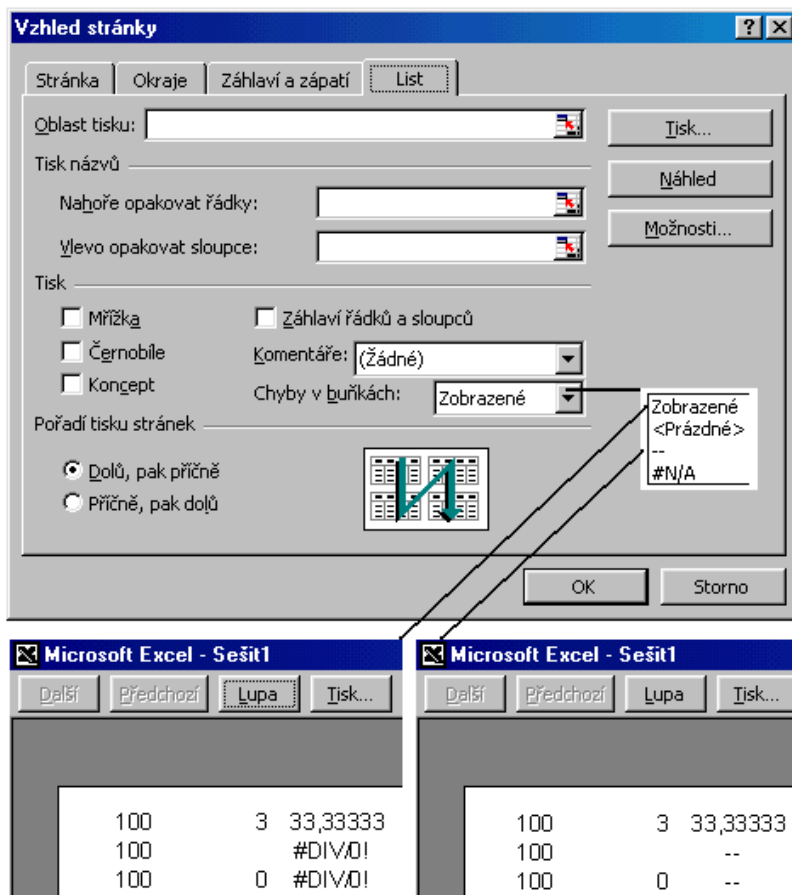 Vzhled stránky
Stránka
Okraje
Záhlaví a zápatí
List
Oblast tisku:
Tisk...
Tisk názvů
Náhled
Nahoře opakovat řádky:
Vlevo opakovat sloupce:
Možnosti...
Tisk
Mřížka
Záhlaví řádků a sloupců
Černobíle
Komentáře: (Žádné)
Koncept
Chyby v buňkách: Zobrazené
Zobrazené
<Prázdné>
--
#N/A
Pořadí tisku stránek
Dolů, pak příčně
Příčně, pak dolů
OK
Storno
Microsoft Excel - Sešit1
Další
Předchozí
Lupa
Tisk...
100 3 33,33333
100 #DIV/0!
100 0 #DIV/0!
Microsoft Excel - Sešit1
Další
Předchozí
Lupa
Tisk...
100 3 33,33333
100 --
100 0 --